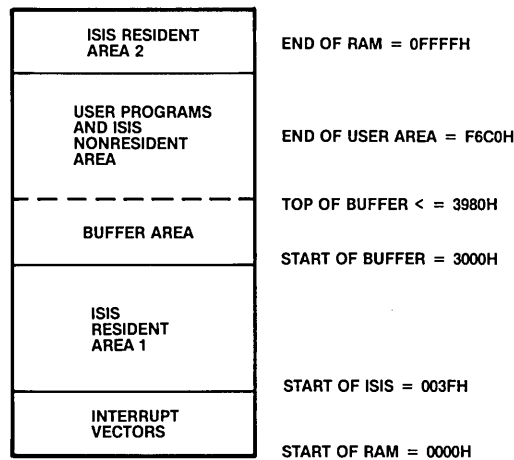 ISIS RESIDENT
AREA 2
END OF RAM = 0FFFFH
USER PROGRAMS
AND ISIS
NONRESIDENT
AREA
END OF USER AREA = F6C0H
TOP OF BUFFER < = 3980H
BUFFER AREA
START OF BUFFER = 3000H
ISIS
RESIDENT
AREA 1
START OF ISIS = 003FH
INTERRUPT
VECTORS
START OF RAM = 0000H